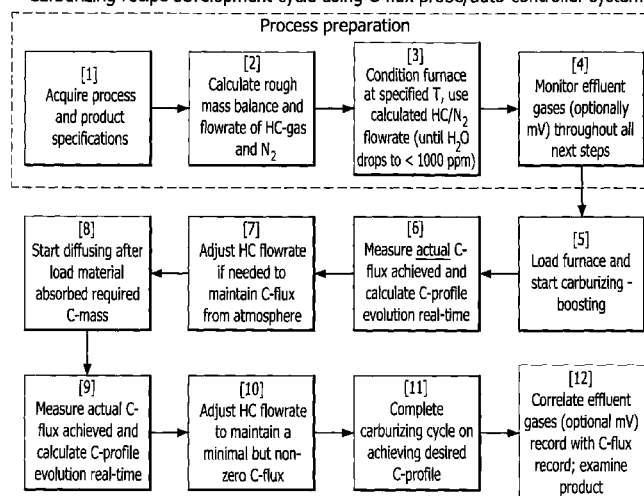 Carburizing recipe development cycle using C-flux probe/auto-controller system
Process preparation
[1]
Acquire process
and product
specifications
[2]
Calculate rough
mass balance and
flowrate of HC-gas
and N2
[3]
Condition furnace
at specified T, use
calculated HC/N2
flowrate (until H2O
drops to < 1000 ppm)
[4]
Monitor effluent
gases (optionally
mV) throughout all
next steps
[8]
Start diffusing after
load material
absorbed required
C-mass
[7]
Adjust HC flowrate
if needed to
maintain C-flux
from atmosphere
[6]
Measure actual C-
flux achieved and
calculate C-profile
evolution real-time
[5]
Load furnace and
start carburizing -
boosting
[9]
Measure actual C-
flux achieved and
calculate C-profile
evolution real-time
[10]
Adjust HC flowrate
to maintain a
minimal but non-
zero C-flux
[11]
Complete
carburizing cycle on
achieving desired
C-profile
[12]
Correlate effluent
gases (optional mV)
record with C-flux
record; examine
product